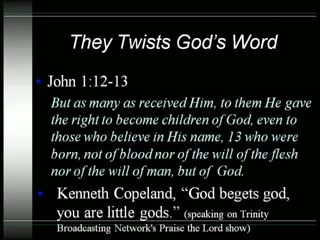 They Twists God's Word
• John 1:12-13
But as many as received Him, to them He gave
the right to become children of God, even to
those who believe in His name, 13 who were
born, not of blood nor of the will of the flesh
nor of the will of man, but of God.
• Kenneth Copeland, “God begets god,
you are little gods.” (speaking on Trinity
Broadcasting Network's Praise the Lord show)